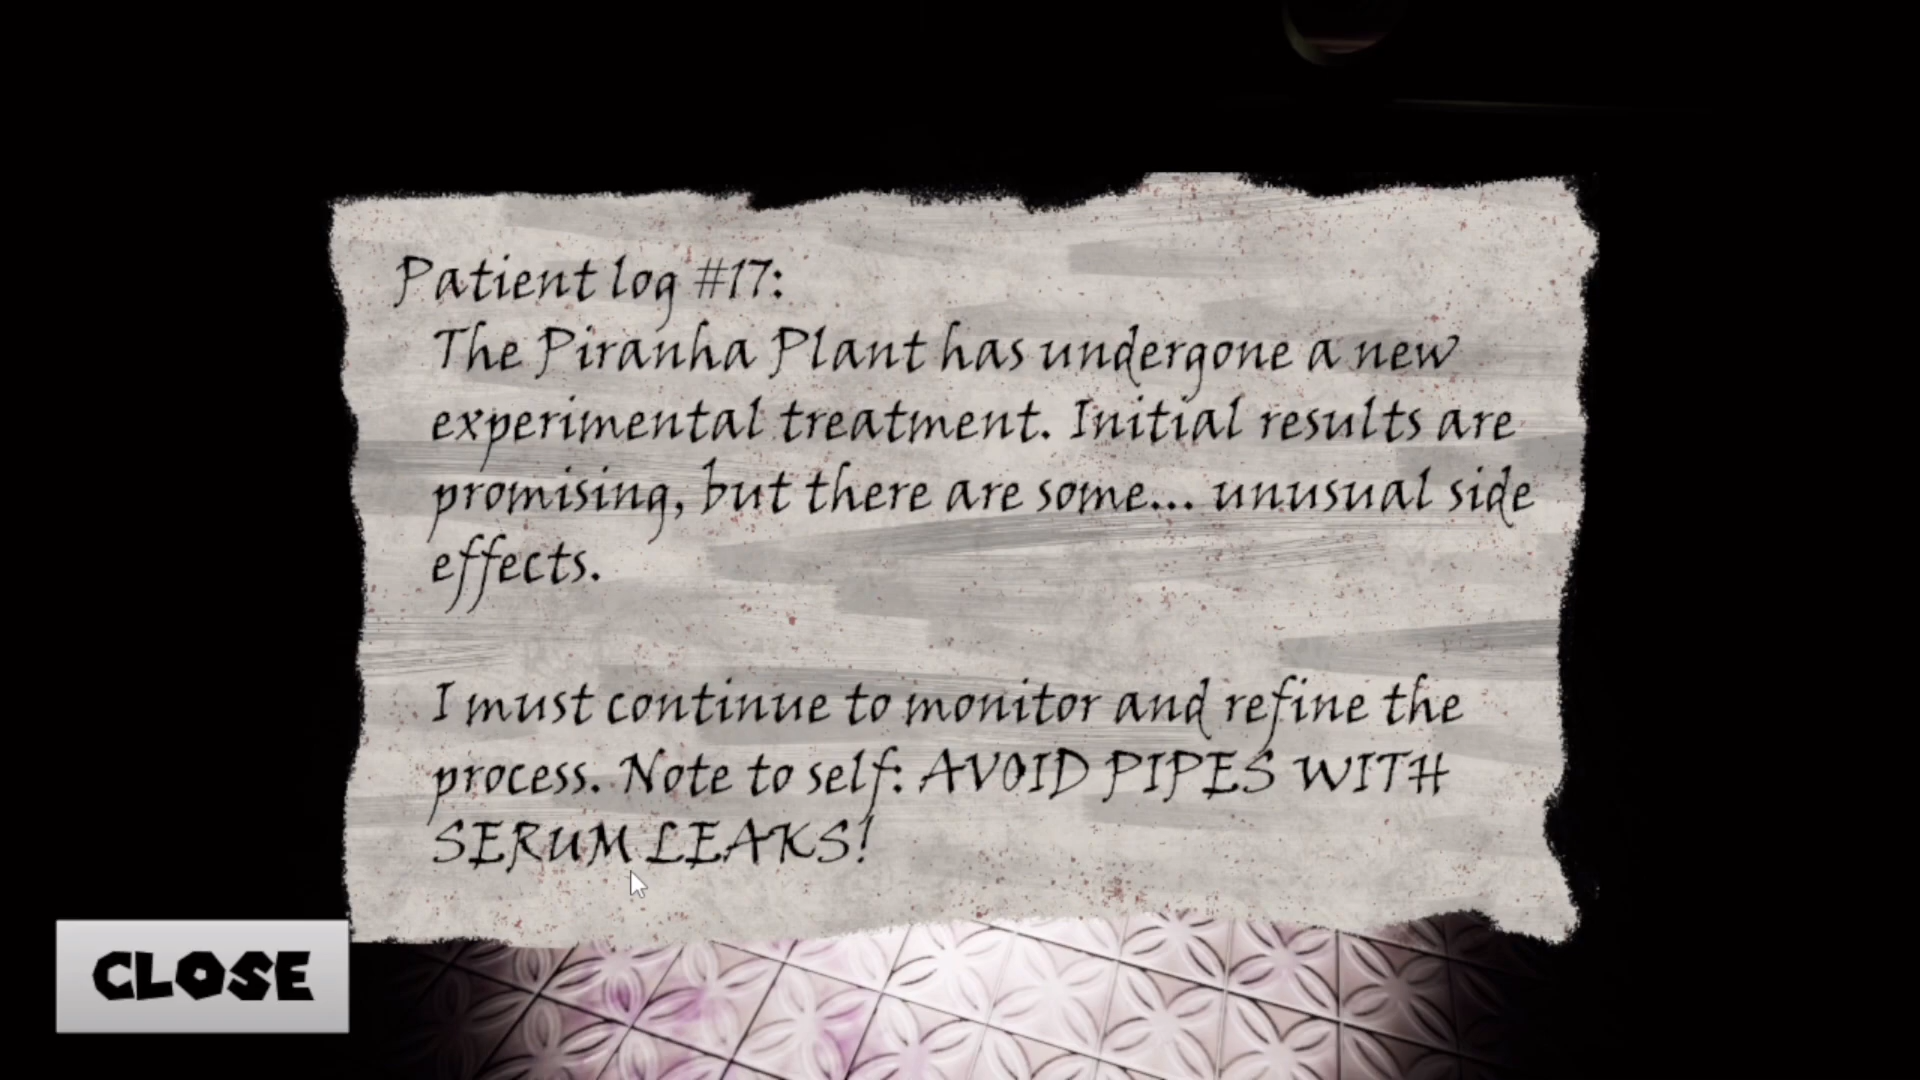 Patient log #17:
The Piranha Plant has undergone a new
experimental treatment. Initial results are
promising, but there are some... unusual side
effects.
I must continue to monitor and refine the
process. Note to self: AVOID PIPES WITH
SERUM LEAKS!
CLOSE